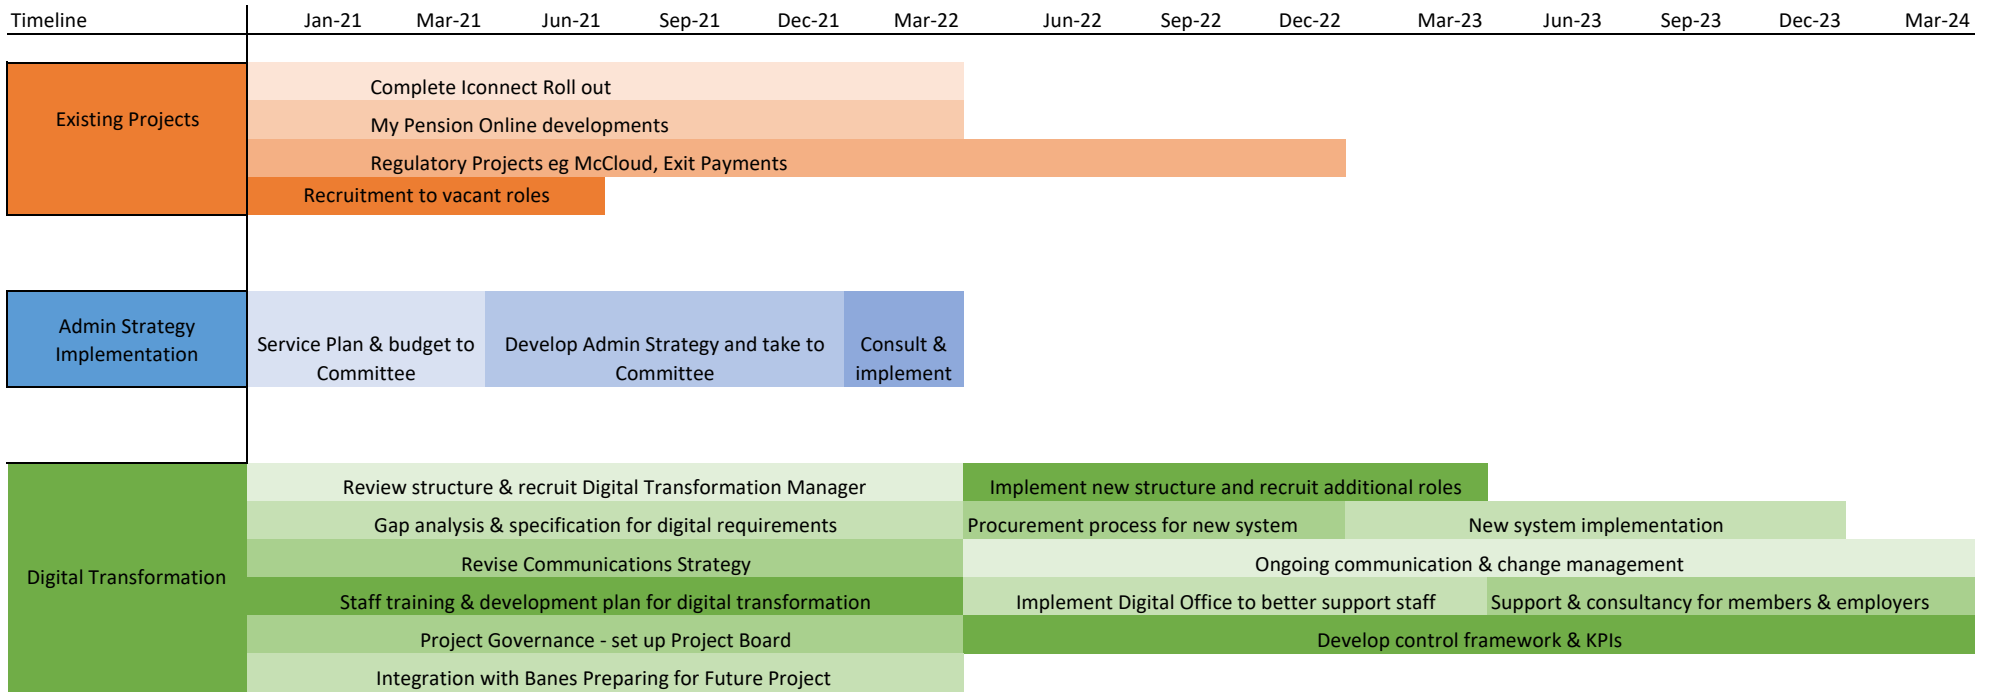 Timeline Jan-21 Mar-21 Jun-21 Sep-21 Dec-21 Mar-22 Jun-22 Sep-22 Dec-22 Mar-23 Jun-23 Sep-23 Dec-23 Mar-24
Existing Projects
Complete Iconnect Roll out
My Pension Online developments
Regulatory Projects eg McCloud, Exit Payments
Recruitment to vacant roles
Admin Strategy
Implementation
Service Plan & budget to
Committee
Develop Admin Strategy and take to
Committee
Consult &
implement
Digital Transformation
Review structure & recruit Digital Transformation Manager
Implement new structure and recruit additional roles
Gap analysis & specification for digital requirements
Procurement process for new system
New system implementation
Revise Communications Strategy
Ongoing communication & change management
Staff training & development plan for digital transformation
Implement Digital Office to better support staff
Support & consultancy for members & employers
Project Governance - set up Project Board
Develop control framework & KPIs
Integration with Banes Preparing for Future Project